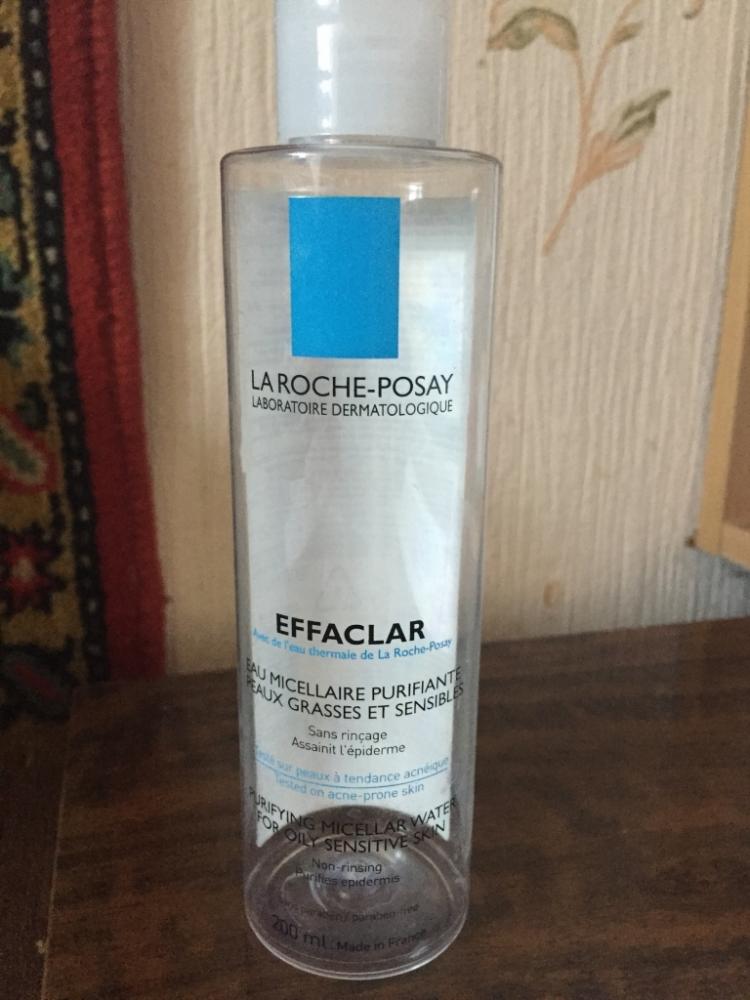 LA ROCHE-POSAY
LABORATOIRE DERMATOLOGIQUE
EFFACLAR
Avec de l'eau thermale de La Roche-Posay
EAU MICELLAIRE PURIFIANTE
PEAUX GRASSES ET SENSIBLES
Sans rinçage
Assainit l'épiderme
Testé sur peaux à tendance acnéique
Tested on acne-prone skin
PURIFYING MICELLAR WATER
FOR OILY SENSITIVE SKIN
Non-rinsing
Purifies epidermis
paraben / paraben-free
200 ml. Made in France